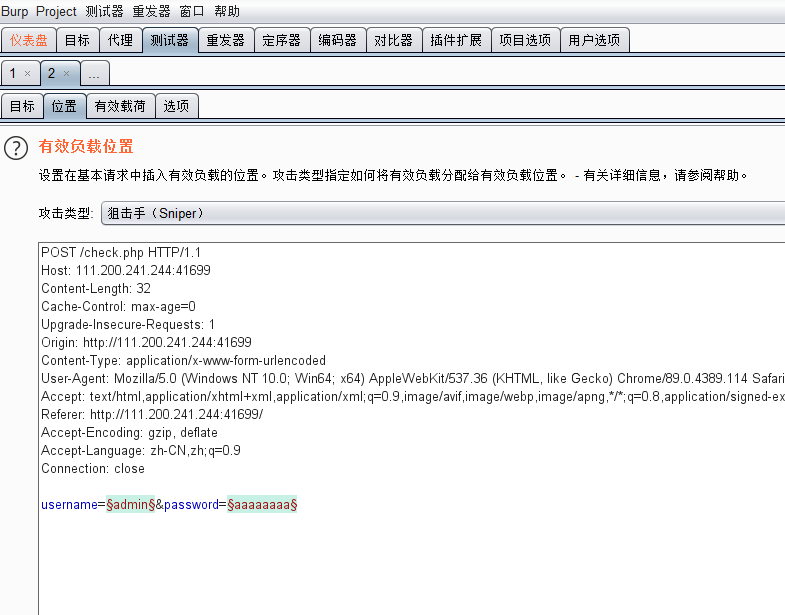 Burp Project 测试器 重发器 窗口 帮助
仪表盘 目标 代理 测试器 重发器 定序器 编码器 对比器 插件扩展 项目选项 用户选项
1 × 2 × ...
目标 位置 有效载荷 选项
? 有效负载位置
设置在基本请求中插入有效负载的位置。攻击类型指定如何将有效负载分配给有效负载位置。 - 有关详细信息，请参阅帮助。
攻击类型: 狙击手（Sniper）
POST /check.php HTTP/1.1
Host: 111.200.241.244:41699
Content-Length: 32
Cache-Control: max-age=0
Upgrade-Insecure-Requests: 1
Origin: http://111.200.241.244:41699
Content-Type: application/x-www-form-urlencoded
User-Agent: Mozilla/5.0 (Windows NT 10.0; Win64; x64) AppleWebKit/537.36 (KHTML, like Gecko) Chrome/89.0.4389.114 Safari
Accept: text/html,application/xhtml+xml,application/xml;q=0.9,image/avif,image/webp,image/apng,*/*;q=0.8,application/signed-ex
Referer: http://111.200.241.244:41699/
Accept-Encoding: gzip, deflate
Accept-Language: zh-CN,zh;q=0.9
Connection: close
username=§admin§&password=§aaaaaaaa§